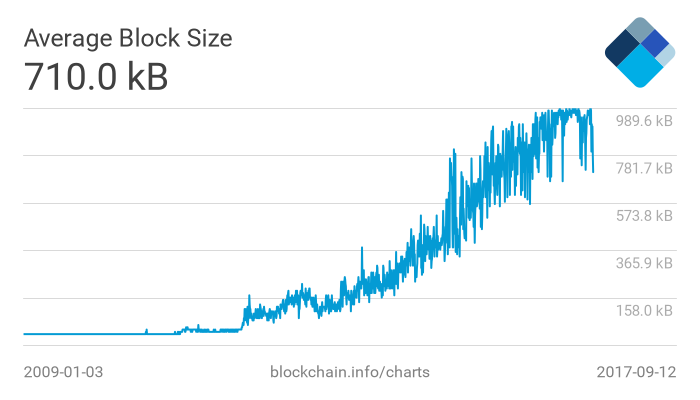 Average Block Size
710.0 kB
989.6 kB
781.7 kB
573.8 kB
365.9 kB
158.0 kB
2009-01-03 blockchain.info/charts 2017-09-12